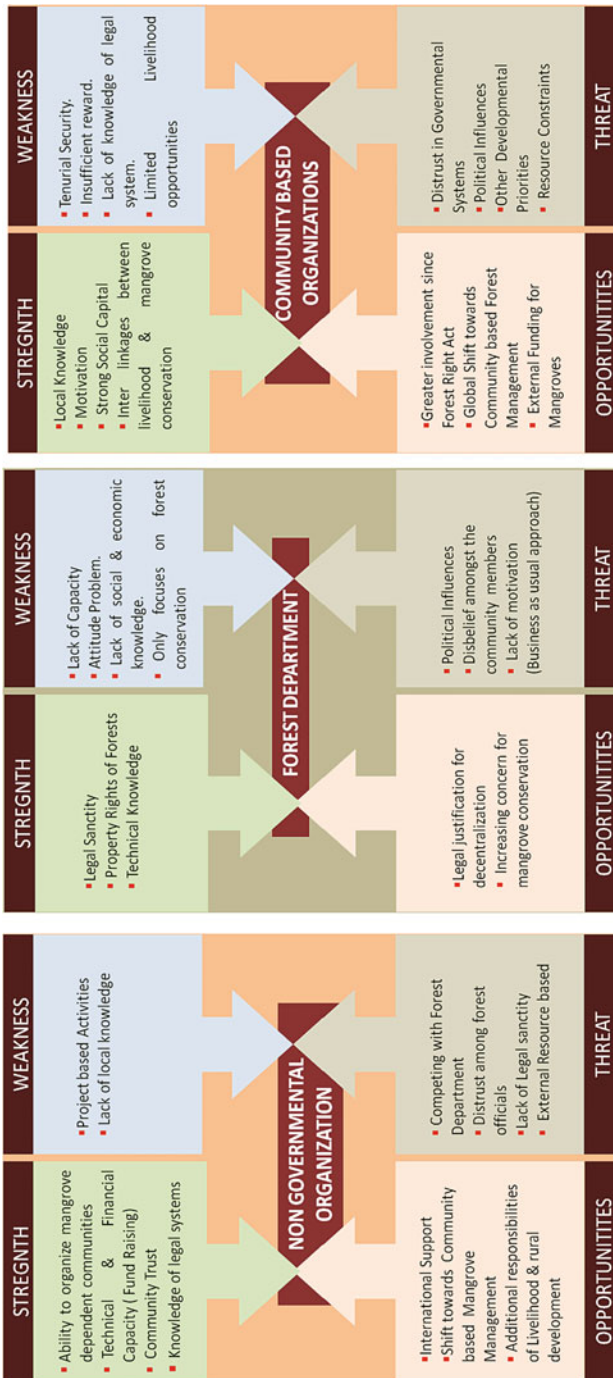 STREGNTH
▪ Ability to organize mangrove
dependent communities
▪ Technical & Financial
Capacity ( Fund Raising)
▪ Community Trust
▪ Knowledge of legal systems
WEAKNESS
▪ Project based Activities
▪ Lack of local knowledge
NON GOVERNMENTAL
ORGANIZATION
▪ International Support
▪ Shift towards Community
based Mangrove
Management
▪ Additional responsibilities
of Livelihood & rural
development
OPPORTUNITITES
▪ Competing with Forest
Department
▪ Distrust among forest
officials
▪ Lack of Legal sanctity
▪ External Resource based
THREAT
STREGNTH
▪ Legal Sanctity
▪ Property Rights of Forests
▪ Technical Knowledge
WEAKNESS
▪ Lack of Capacity
▪ Attitude Problem.
▪ Lack of social & economic
knowledge.
▪ Only focuses on forest
conservation
FOREST DEPARTMENT
▪ Legal justification for
decentralization
▪ Increasing concern for
mangrove conservation
OPPORTUNITITES
▪ Political Influences
▪ Disbelief amongst the
community members
▪ Lack of motivation
(Business as usual approach)
THREAT
STREGNTH
▪ Local Knowledge
▪ Motivation
▪ Strong Social Capital
▪ Inter linkages between
livelihood & mangrove
conservation
WEAKNESS
▪ Tenurial Security.
▪ Insufficient reward.
▪ Lack of knowledge of legal
system.
▪ Limited Livelihood
opportunities
COMMUNITY BASED
ORGANIZATIONS
▪ Greater involvement since
Forest Right Act
▪ Global Shift towards
Community based Forest
Management
▪ External Funding for
Mangroves
OPPORTUNITITES
▪ Distrust in Governmental
Systems
▪ Political Influences
▪ Other Developmental
Priorities
▪ Resource Constraints
THREAT